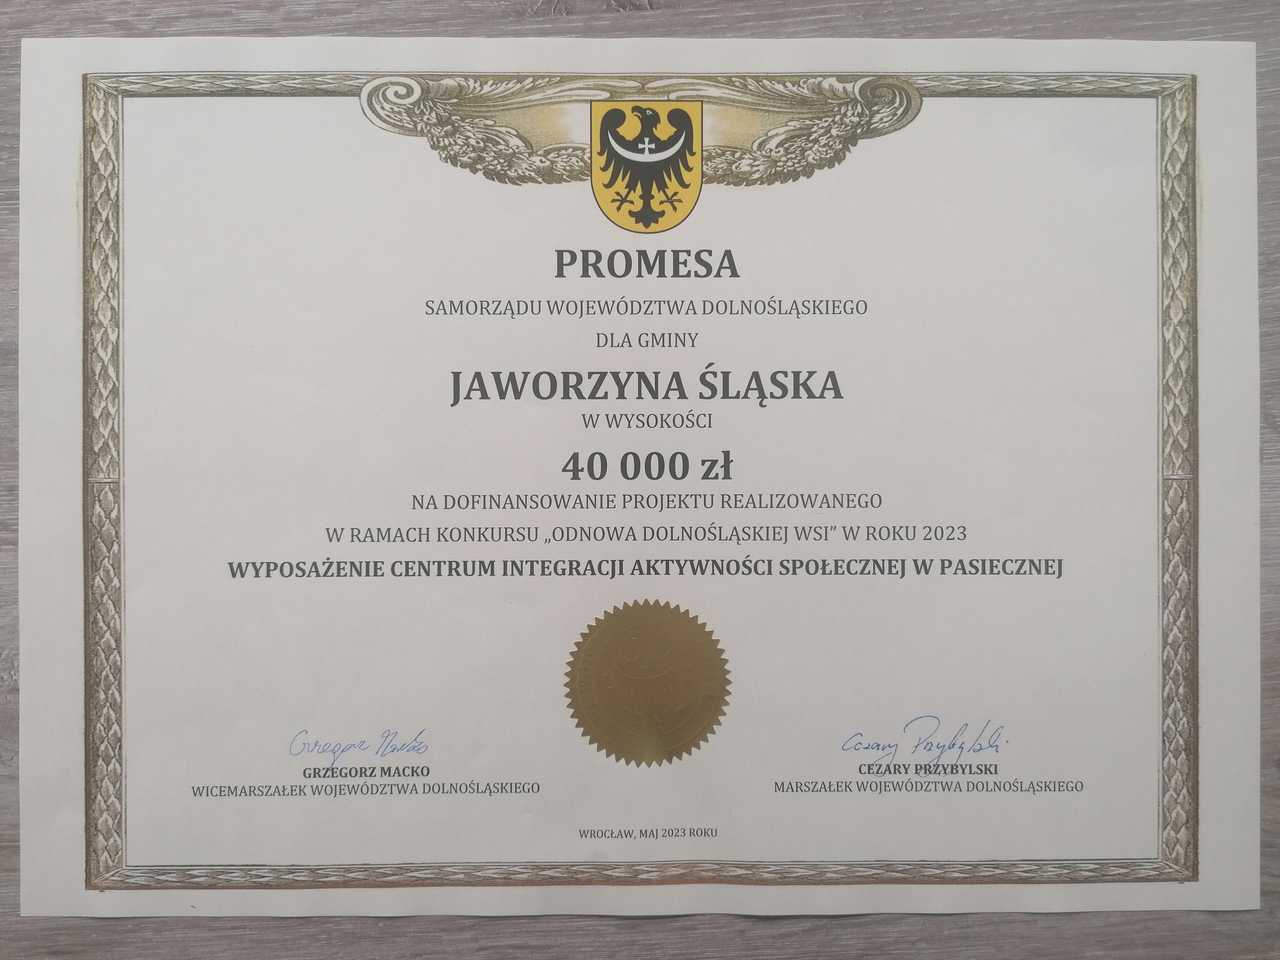 PROMESA
SAMORZĄDU WOJEWÓDZTWA DOLNOŚLĄSKIEGO
DLA GMINY
JAWORZYNA ŚLĄSKA
W WYSOKOŚCI
40 000 zł
NA DOFINANSOWANIE PROJEKTU REALIZOWANEGO
W RAMACH KONKURSU „ODNOWA DOLNOŚLĄSKIEJ WSI” W ROKU 2023
WYPOSAŻENIE CENTRUM INTEGRACJI AKTYWNOŚCI SPOŁECZNEJ W PASIECZNEJ
Grzegorz Macko
GRZEGORZ MACKO
WICEMARSZAŁEK WOJEWÓDZTWA DOLNOŚLĄSKIEGO
Cezary Przybylski
CEZARY PRZYBYLSKI
MARSZAŁEK WOJEWÓDZTWA DOLNOŚLĄSKIEGO
WROCŁAW, MAJ 2023 ROKU